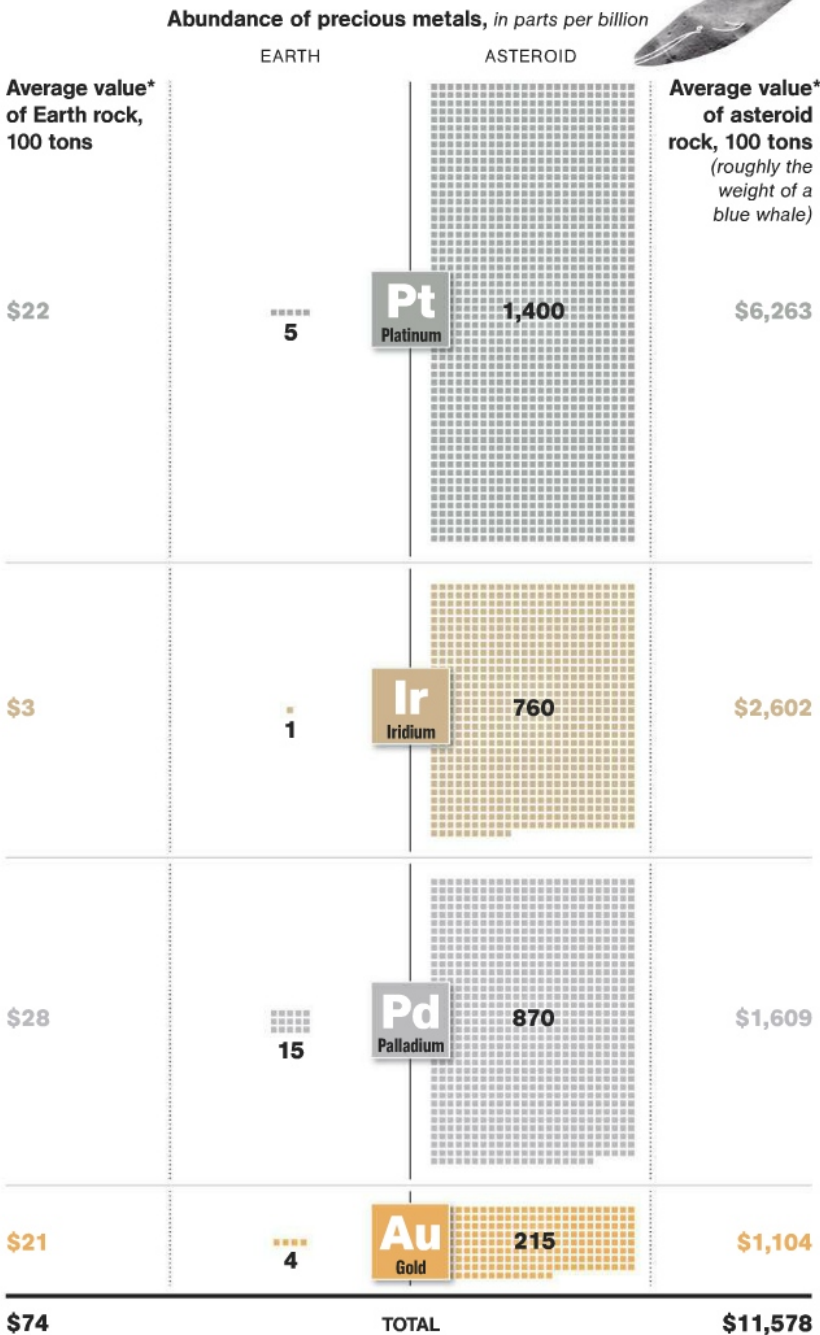 Abundance of precious metals, in parts per billion
EARTH
ASTEROID
Average value*
of Earth rock,
100 tons
Average value*
of asteroid
rock, 100 tons
(roughly the
weight of a
blue whale)
$22
5
Pt
Platinum
1,400
$6,263
$3
1
Ir
Iridium
760
$2,602
$28
15
Pd
Palladium
870
$1,609
$21
4
Au
Gold
215
$1,104
$74
TOTAL
$11,578